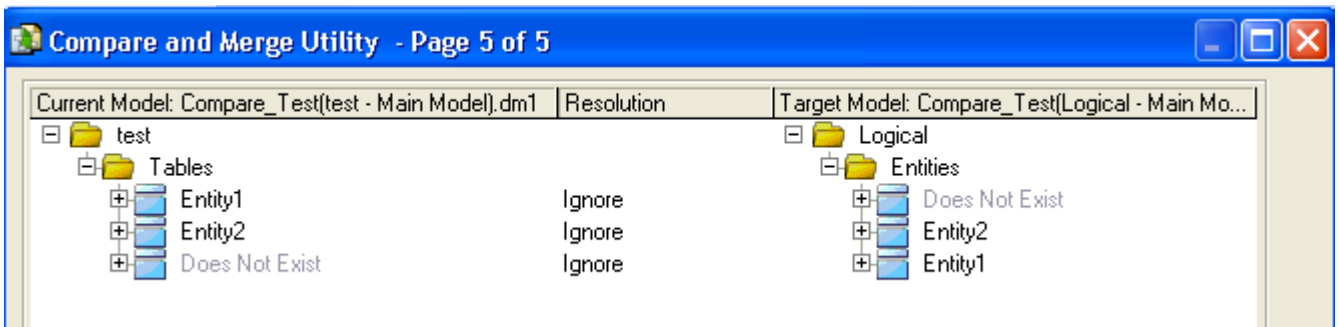 Compare and Merge Utility - Page 5 of 5
Current Model: Compare_Test(test - Main Model).dm1 Resolution Target Model: Compare_Test(Logical - Main Mo...
test Logical
Tables Entities
Entity1 Ignore Does Not Exist
Entity2 Ignore Entity2
Does Not Exist Ignore Entity1